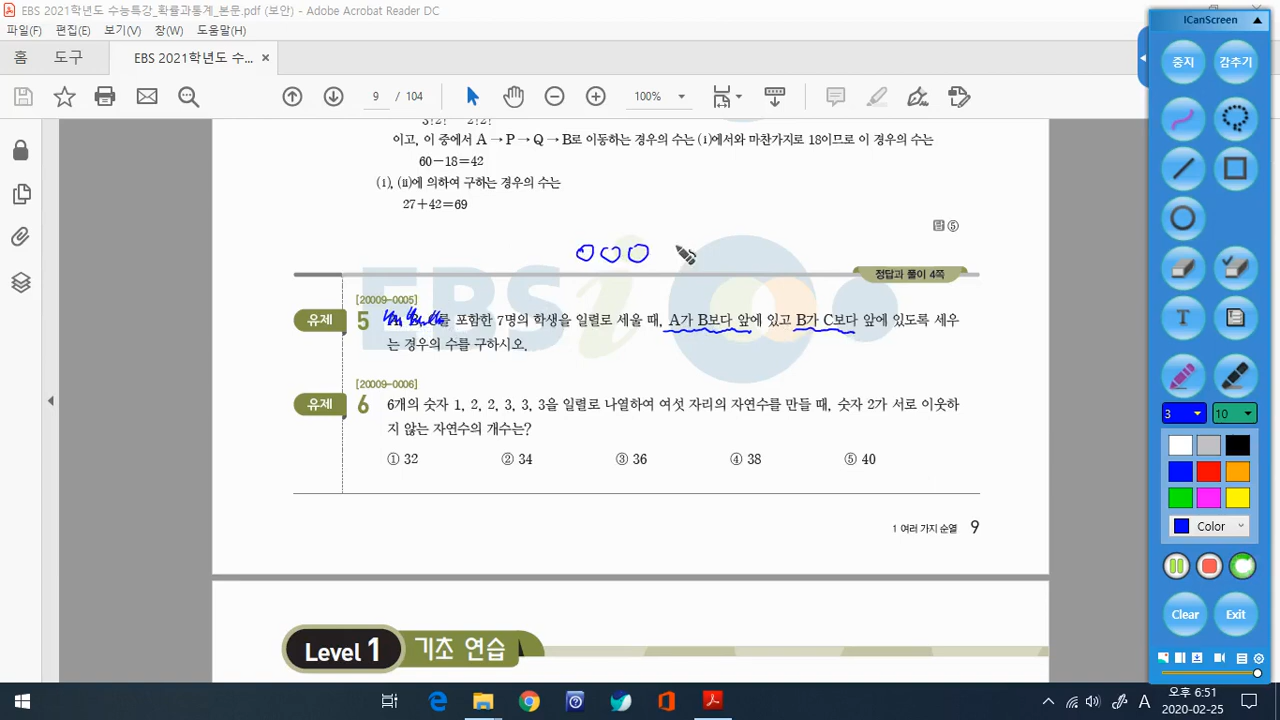 EBS 2021학년도 수능특강_확률과통계_본문.pdf (보안) - Adobe Acrobat Reader DC
파일(F) 편집(E) 보기(V) 창(W) 도움말(H)
홈 도구 EBS 2021학년도 수... ×
9 / 104 100%
이고, 이 중에서 A → P → Q → B로 이동하는 경우의 수는 (i)에서와 마찬가지로 18이므로 이 경우의 수는
60-18=42
(i), (ii)에 의하여 구하는 경우의 수는
27+42=69
답 ⑤
정답과 풀이 4쪽
[20009-0005]
유제 5 를 포함한 7명의 학생을 일렬로 세울 때, A가 B보다 앞에 있고 B가 C보다 앞에 있도록 세우
는 경우의 수를 구하시오.
[20009-0006]
유제 6 6개의 숫자 1, 2, 2, 3, 3, 3을 일렬로 나열하여 여섯 자리의 자연수를 만들 때, 숫자 2가 서로 이웃하
지 않는 자연수의 개수는?
① 32 ② 34 ③ 36 ④ 38 ⑤ 40
1 여러 가지 순열 9
Level 1 기초 연습
EBSi
ICanScreen
중지 감추기
T
3 10
Color
Clear Exit
A 오후 6:51
2020-02-25